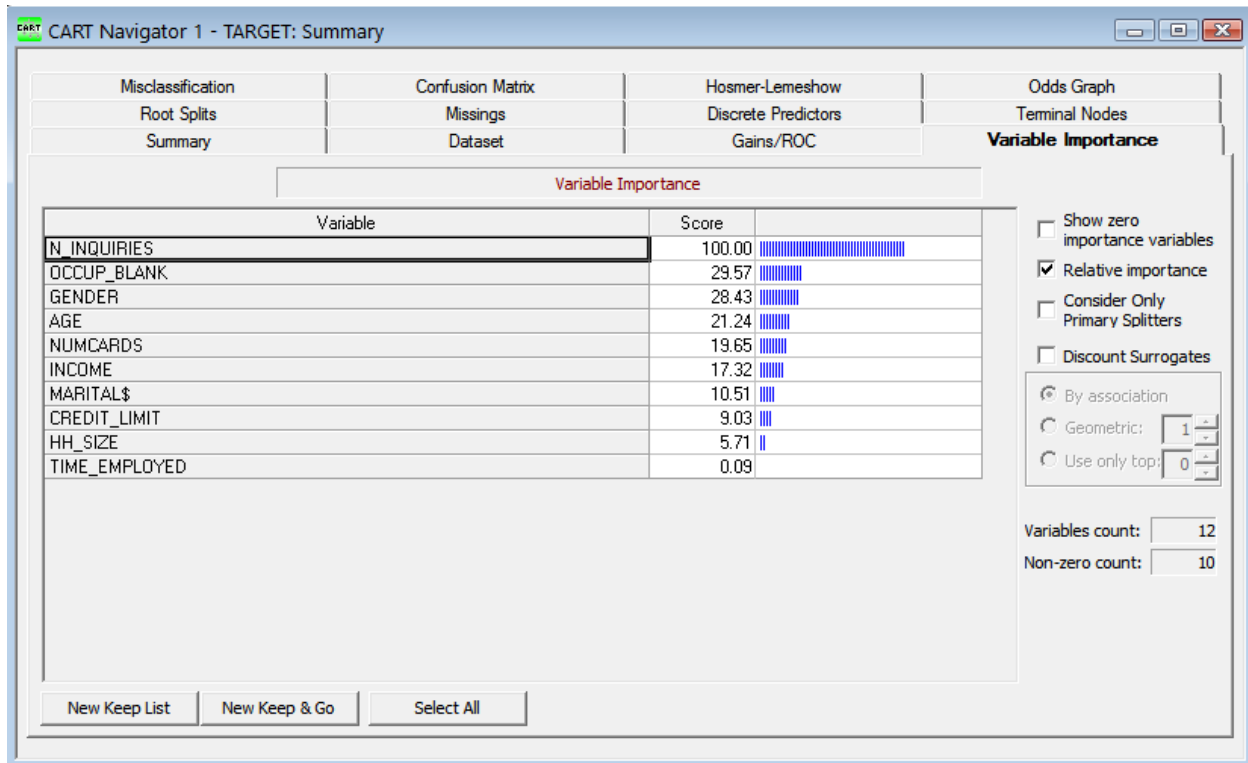 CART CART Navigator 1 - TARGET: Summary
Misclassification Confusion Matrix Hosmer-Lemeshow Odds Graph
Root Splits Missings Discrete Predictors Terminal Nodes
Summary Dataset Gains/ROC Variable Importance
Variable Importance
Variable Score
N_INQUIRIES 100.00
OCCUP_BLANK 29.57
GENDER 28.43
AGE 21.24
NUMCARDS 19.65
INCOME 17.32
MARITAL$ 10.51
CREDIT_LIMIT 9.03
HH_SIZE 5.71
TIME_EMPLOYED 0.09
Show zero
importance variables
Relative importance
Consider Only
Primary Splitters
Discount Surrogates
By association
Geometric: 1
Use only top: 0
Variables count: 12
Non-zero count: 10
New Keep List New Keep & Go Select All